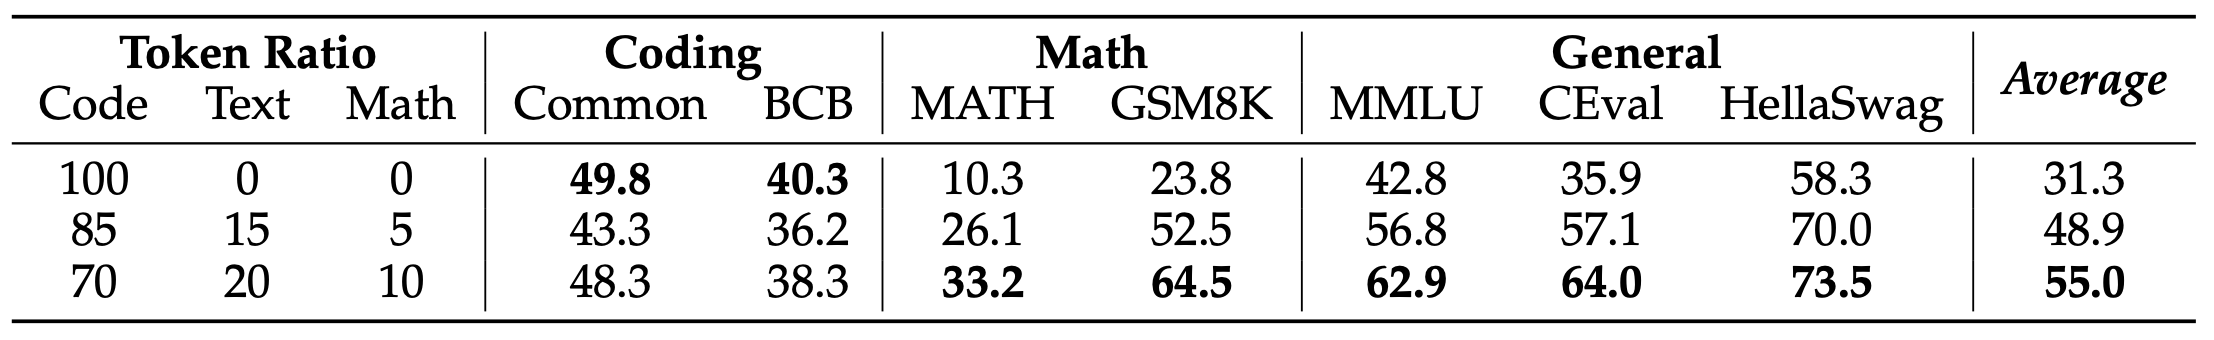 Token Ratio Coding Math General Average
Code Text Math Common BCB MATH GSM8K MMLU CEval HellaSwag
100 0 0 49.8 40.3 10.3 23.8 42.8 35.9 58.3 31.3
85 15 5 43.3 36.2 26.1 52.5 56.8 57.1 70.0 48.9
70 20 10 48.3 38.3 33.2 64.5 62.9 64.0 73.5 55.0